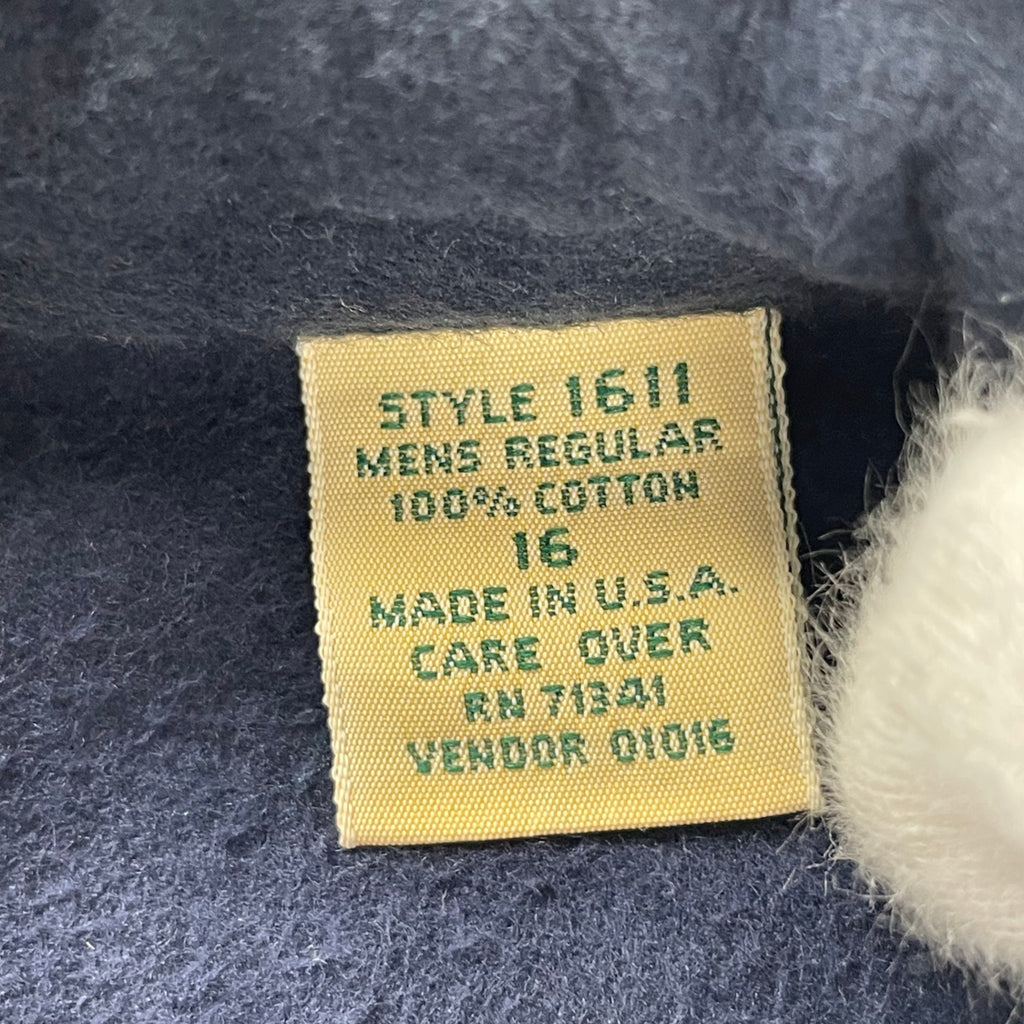 STYLE 1611
MENS REGULAR
100% COTTON
16
MADE IN U.S.A.
CARE OVER
RN 71341
VENDOR 01016